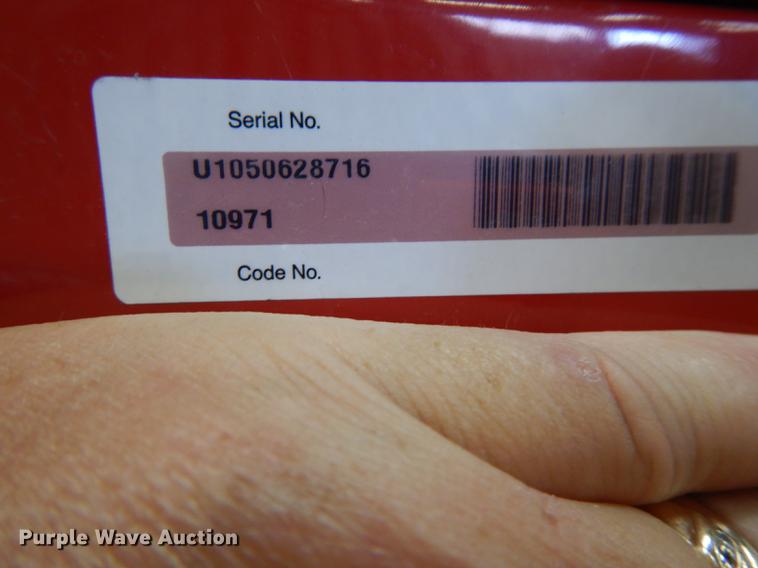 Serial No.
U1050628716
10971
Code No.
Purple Wave Auction